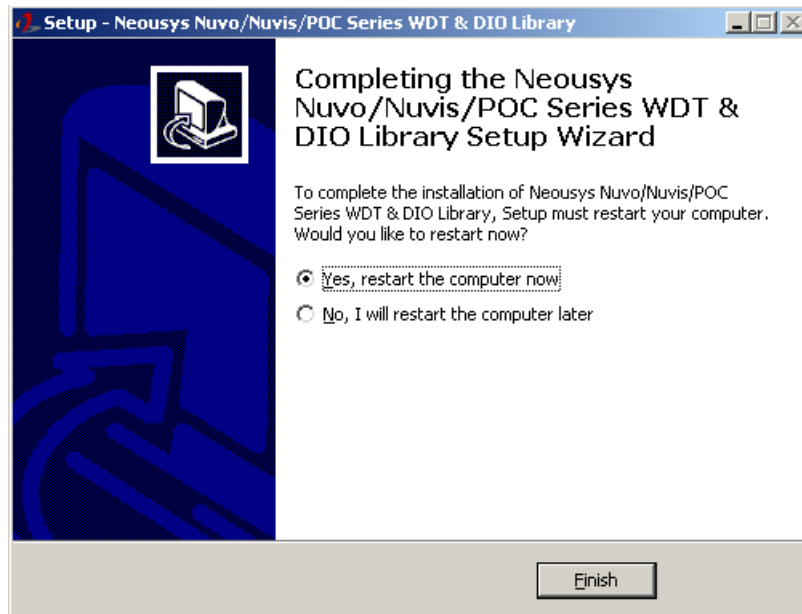 Setup - Neousys Nuvo/Nuvis/POC Series WDT & DIO Library
Completing the Neousys
Nuvo/Nuvis/POC Series WDT &
DIO Library Setup Wizard
To complete the installation of Neousys Nuvo/Nuvis/POC
Series WDT & DIO Library, Setup must restart your computer.
Would you like to restart now?
Yes, restart the computer now
No, I will restart the computer later
Finish